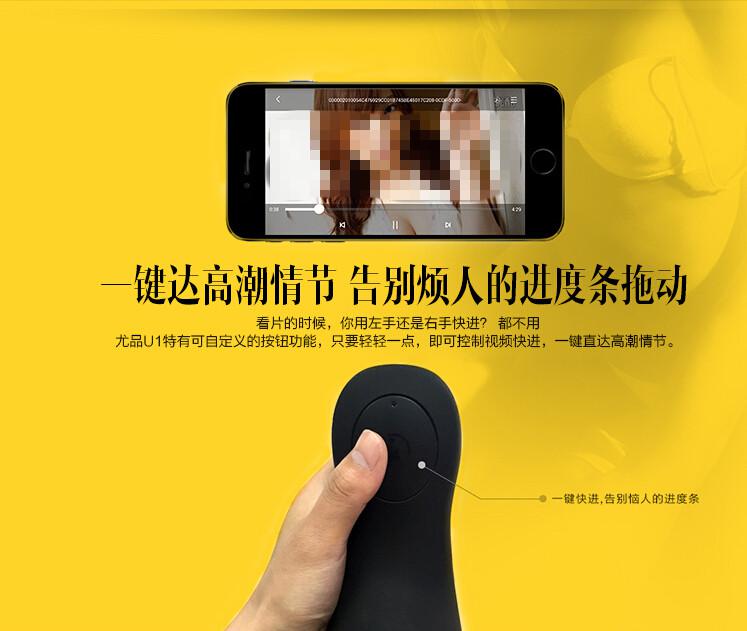 0:38
4:29
一键达高潮情节 告别烦人的进度条拖动
看片的时候，你用左手还是右手快进？ 都不用
尤品U1特有可自定义的按钮功能，只要轻轻一点，即可控制视频快进，一键直达高潮情节。
一键快进,告别恼人的进度条